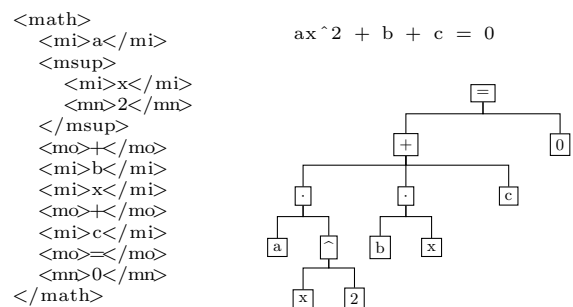 <math>
<mi>a</mi>
<msup>
<mi>x</mi>
<mn>2</mn>
</msup>
<mo>+</mo>
<mi>b</mi>
<mi>x</mi>
<mo>+</mo>
<mi>c</mi>
<mo>=</mo>
<mn>0</mn>
</math>
ax^2 + b + c = 0
=
+ 0
· · c
a ^ b x
x 2